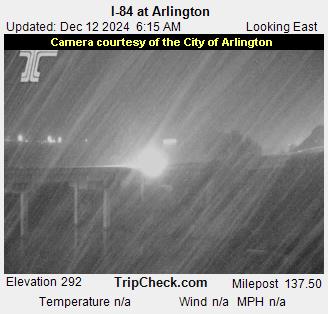 I-84 at Arlington
Updated: Dec 12 2024 6:15 AM Looking East
Camera courtesy of the City of Arlington
Elevation 292 TripCheck.com Milepost 137.50
Temperature n/a Wind n/a MPH n/a